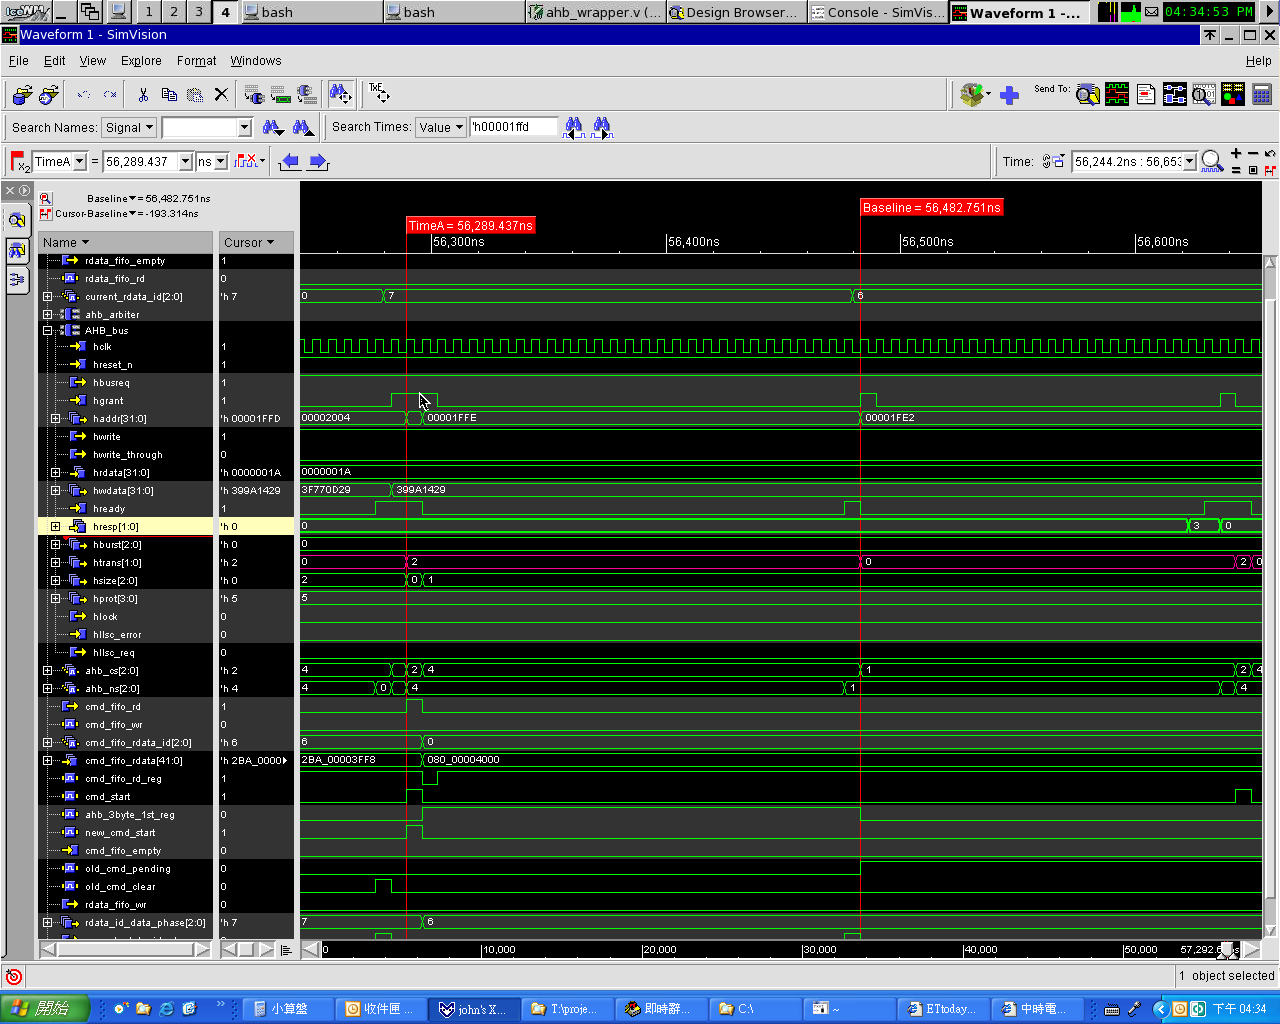 IceWM 1 2 3 4 bash bash ahb_wrapper.v (... Design Browser... Console - SimVis... Waveform 1 -... 04:34:53 PM
Waveform 1 - SimVision
File Edit View Explore Format Windows Help
TxE Send To:
Search Names: Signal Search Times: Value 'h00001ffd
TimeA = 56,289.437 ns Time: 56,244.2ns : 56,653
Baseline = 56,482.751ns
Cursor-Baseline = -193.314ns
Baseline = 56,482.751ns
TimeA = 56,289.437ns
Name Cursor 56,300ns 56,400ns 56,500ns 56,600ns
rdata_fifo_empty 1
rdata_fifo_rd 0
current_rdata_id[2:0] 'h 7 0 7 6
ahb_arbiter
AHB_bus
hclk 1
hreset_n 1
hbusreq 1
hgrant 1
haddr[31:0] 'h 00001FFD 00002004 00001FFE 00001FE2
hwrite 1
hwrite_through 0
hrdata[31:0] 'h 0000001A 0000001A
hwdata[31:0] 'h 399A1429 3F770D29 399A1429
hready 1
hresp[1:0] 'h 0 0 3 0
hburst[2:0] 'h 0 0
htrans[1:0] 'h 2 0 2 0 2 0
hsize[2:0] 'h 0 2 0 1
hprot[3:0] 'h 5 5
hlock 0
hllsc_error 0
hllsc_req 0
ahb_cs[2:0] 'h 2 4 2 4 1 2 4
ahb_ns[2:0] 'h 4 4 0 4 1 4
cmd_fifo_rd 1
cmd_fifo_wr 0
cmd_fifo_rdata_id[2:0] 'h 6 6 0
cmd_fifo_rdata[41:0] 'h 2BA_0000 2BA_00003FF8 080_00004000
cmd_fifo_rd_reg 1
cmd_start 1
ahb_3byte_1st_reg 0
new_cmd_start 1
cmd_fifo_empty 0
old_cmd_pending 0
old_cmd_clear 0
rdata_fifo_wr 0
rdata_id_data_phase[2:0] 'h 7 7 6
0 10,000 20,000 30,000 40,000 50,000
1 object selected
開始 » 小算盤 收件匣 ... john's X... T:\proje... 即時辭... C:\ ~ ETtoday... 中時電... 下午 04:34